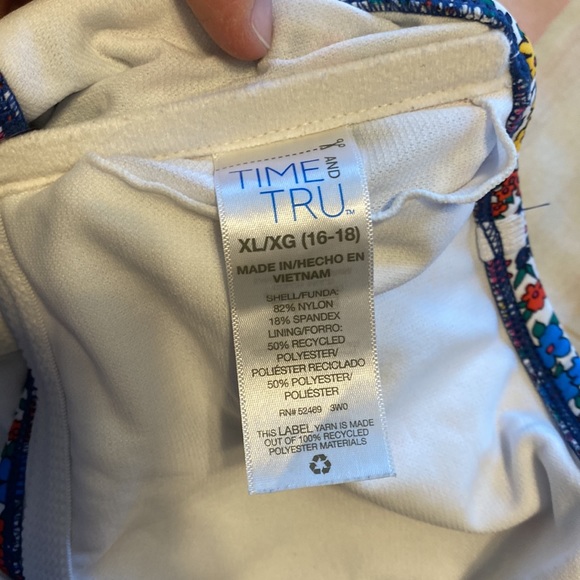 TIME AND
TRU™
XL/XG (16-18)
MADE IN/HECHO EN
VIETNAM
SHELL/FUNDA:
82% NYLON
18% SPANDEX
LINING/FORRO:
50% RECYCLED
POLYESTER/
POLIÉSTER RECICLADO
50% POLYESTER/
POLIÉSTER
RN# 52469 3W0
THIS LABEL YARN IS MADE
OUT OF 100% RECYCLED
POLYESTER MATERIALS